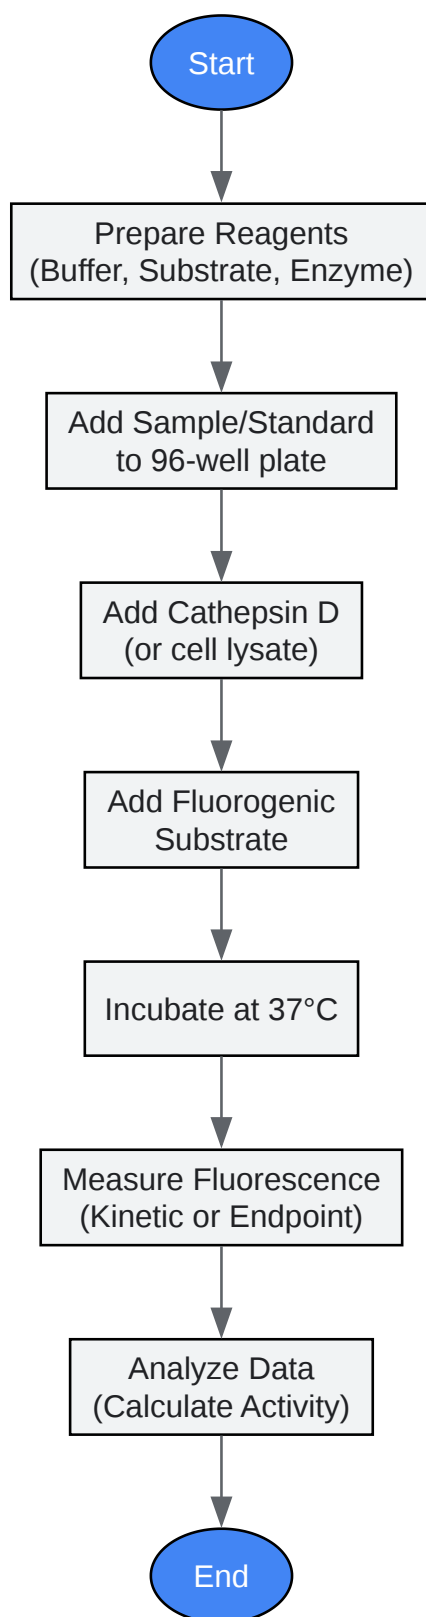 Start
Prepare Reagents
(Buffer, Substrate, Enzyme)
Add Sample/Standard
to 96-well plate
Add Cathepsin D
(or cell lysate)
Add Fluorogenic
Substrate
Incubate at 37°C
Measure Fluorescence
(Kinetic or Endpoint)
Analyze Data
(Calculate Activity)
End